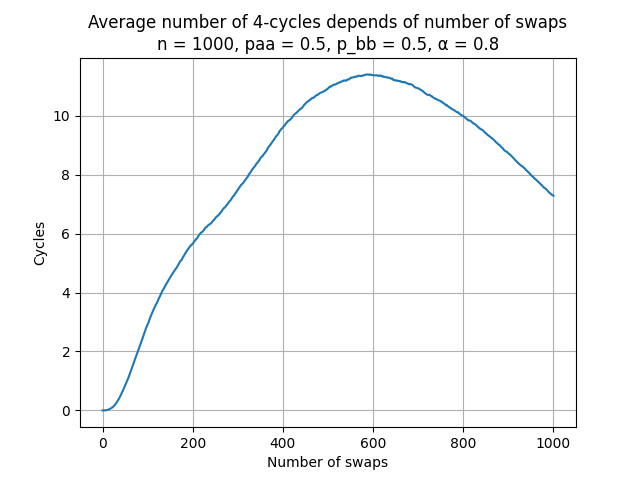 Average number of 4-cycles depends of number of swaps
n = 1000, paa = 0.5, p_bb = 0.5, α = 0.8
Cycles
10
8
6
4
2
0
0 200 400 600 800 1000
Number of swaps